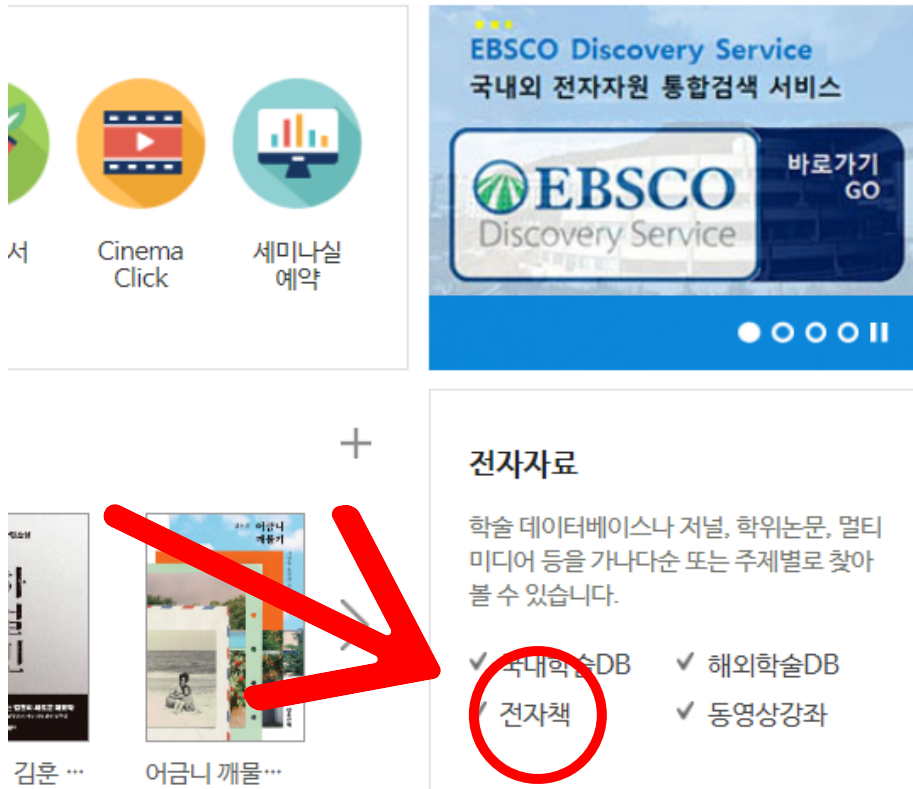 EBSCO Discovery Service
국내외 전자자원 통합검색 서비스
EBSCO
Discovery Service
바로가기
GO
서
Cinema
Click
세미나실
예약
전자자료
학술 데이터베이스나 저널, 학위논문, 멀티
미디어 등을 가나다순 또는 주제별로 찾아
볼 수 있습니다.
국내학술DB
해외학술DB
전자책
동영상강좌
어금니
깨물기
김훈 …
어금니 깨물…